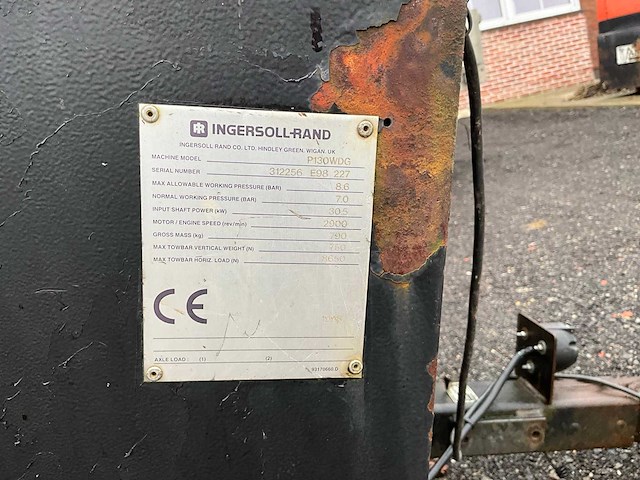 IR INGERSOLL-RAND
INGERSOLL-RAND CO. LTD, HINDLEY GREEN, WIGAN, UK
MACHINE MODEL P130WDG
SERIAL NUMBER 312256 E98 227
MAX ALLOWABLE WORKING PRESSURE (BAR) 8.6
NORMAL WORKING PRESSURE (BAR) 7.0
INPUT SHAFT POWER (kW) 30.5
MOTOR / ENGINE SPEED (rev/min) 2900
GROSS MASS (kg) 790
MAX TOWBAR VERTICAL WEIGHT (N)
MAX TOWBAR HORIZ. LOAD (N)
CE
AXLE LOAD : (1) (2)